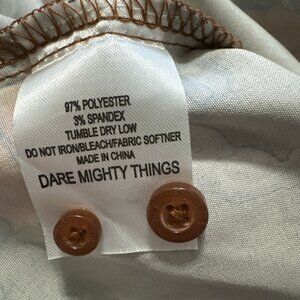 97% POLYESTER
3% SPANDEX
TUMBLE DRY LOW
DO NOT IRON/BLEACH/FABRIC SOFTNER
MADE IN CHINA
DARE MIGHTY THINGS